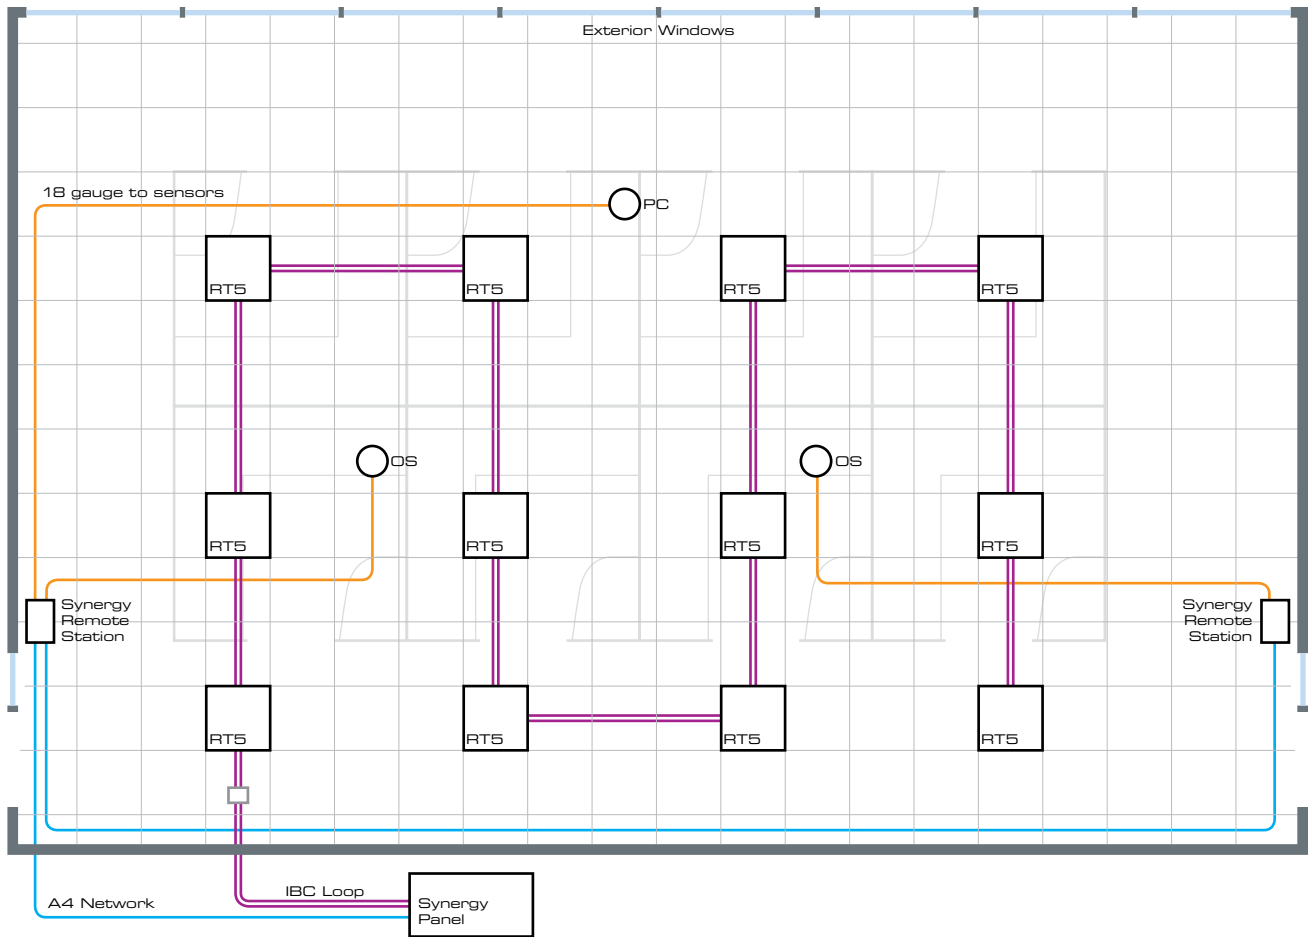 Exterior Windows
18 gauge to sensors
PC
RT5
RT5
RT5
RT5
OS
OS
RT5
RT5
RT5
RT5
Synergy
Remote
Station
Synergy
Remote
Station
RT5
RT5
RT5
RT5
IBC Loop
A4 Network
Synergy
Panel